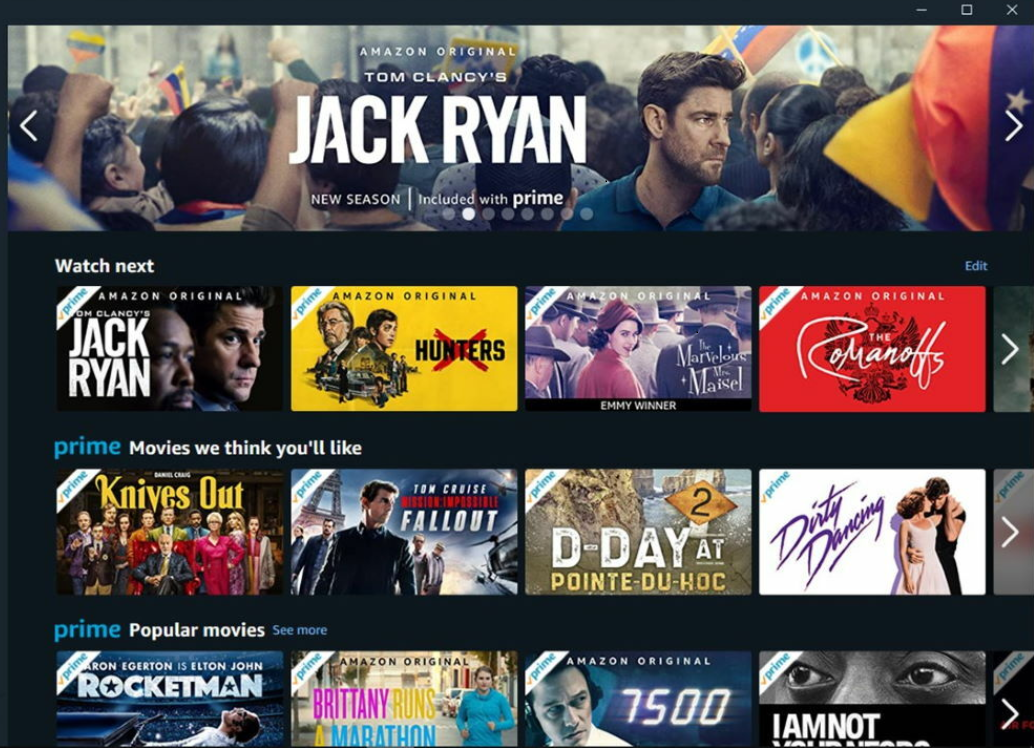 AMAZON ORIGINAL
TOM CLANCY'S
JACK RYAN
NEW SEASON | Included with prime
Watch next
Edit
prime
AMAZON ORIGINAL
TOM CLANCY'S
JACK
RYAN
prime
AMAZON ORIGINAL
HUNTERS
prime
AMAZON ORIGINAL
The
Marvelous
Mrs.
Maisel
EMMY WINNER
prime
AMAZON ORIGINAL
THE
Romanoffs
prime Movies we think you'll like
prime
DANIEL CRAIG
Knives Out
prime
TOM CRUISE
MISSION:IMPOSSIBLE
FALLOUT
prime
2
D-DAY AT
POINTE-DU-HOC
prime
Dirty
Dancing
prime
prime Popular movies See more
prime
ARON EGERTON IS ELTON JOHN
ROCKETMAN
prime
AMAZON ORIGINAL
BRITTANY RUNS
A MARATHON
prime
AMAZON ORIGINAL
7500
prime
I AM NOT
prime